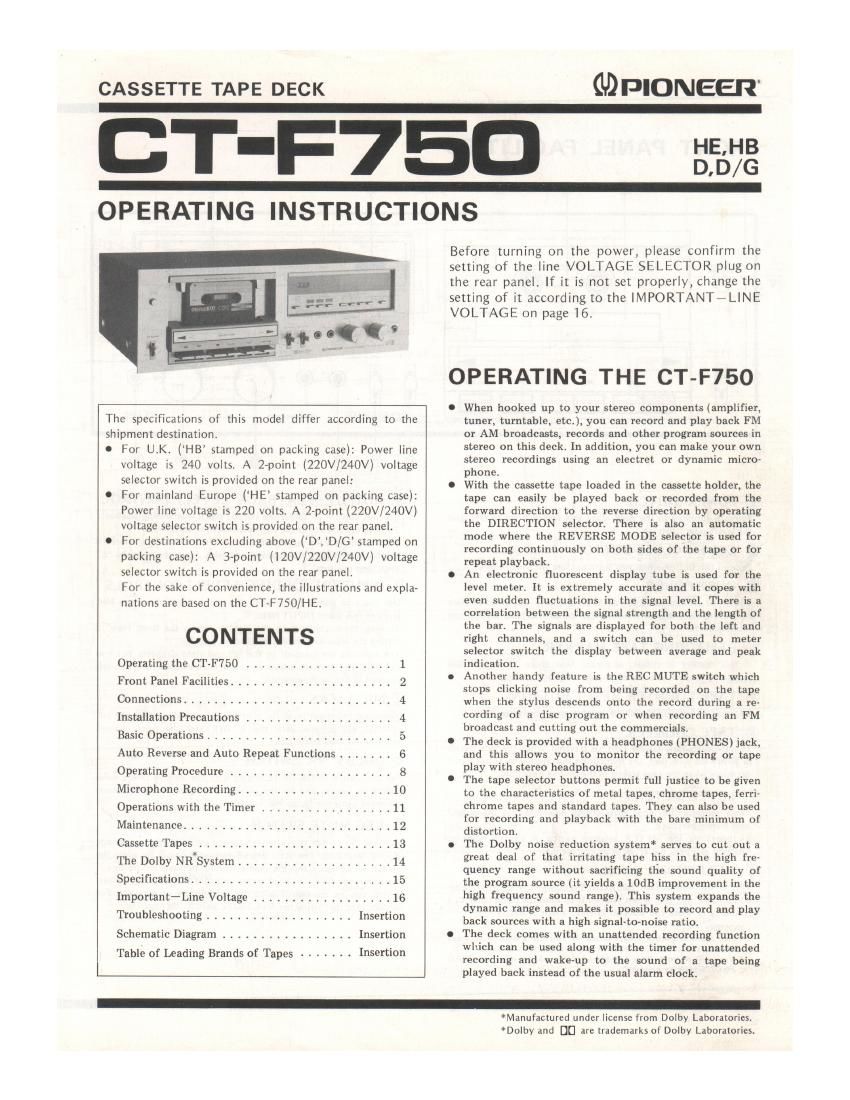 CASSETTE TAPE DECK
PIONEER
CT-F750
HE,HB
D,D/G
OPERATING INSTRUCTIONS
Before turning on the power, please confirm the
setting of the line VOLTAGE SELECTOR plug on
the rear panel. If it is not set properly, change the
setting of it according to the IMPORTANT—LINE
VOLTAGE on page 16.
The specifications of this model differ according to the
shipment destination.
● For U.K. ('HB' stamped on packing case): Power line
voltage is 240 volts. A 2-point (220V/240V) voltage
selector switch is provided on the rear panel.
● For mainland Europe ('HE' stamped on packing case):
Power line voltage is 220 volts. A 2-point (220V/240V)
voltage selector switch is provided on the rear panel.
● For destinations excluding above ('D','D/G' stamped on
packing case): A 3-point (120V/220V/240V) voltage
selector switch is provided on the rear panel.
For the sake of convenience, the illustrations and expla-
nations are based on the CT-F750/HE.
CONTENTS
Operating the CT-F750 . . . . . . . . . . . . . . . . . . . 1
Front Panel Facilities . . . . . . . . . . . . . . . . . . . . . 2
Connections . . . . . . . . . . . . . . . . . . . . . . . . . . . 4
Installation Precautions . . . . . . . . . . . . . . . . . . . 4
Basic Operations . . . . . . . . . . . . . . . . . . . . . . . . 5
Auto Reverse and Auto Repeat Functions . . . . . . . 6
Operating Procedure . . . . . . . . . . . . . . . . . . . . . 8
Microphone Recording . . . . . . . . . . . . . . . . . . . . 10
Operations with the Timer . . . . . . . . . . . . . . . . . 11
Maintenance . . . . . . . . . . . . . . . . . . . . . . . . . . . 12
Cassette Tapes . . . . . . . . . . . . . . . . . . . . . . . . . 13
The Dolby NR* System . . . . . . . . . . . . . . . . . . . . 14
Specifications . . . . . . . . . . . . . . . . . . . . . . . . . . 15
Important—Line Voltage . . . . . . . . . . . . . . . . . . 16
Troubleshooting . . . . . . . . . . . . . . . . . . . Insertion
Schematic Diagram . . . . . . . . . . . . . . . . . Insertion
Table of Leading Brands of Tapes . . . . . . . Insertion
OPERATING THE CT-F750
● When hooked up to your stereo components (amplifier,
tuner, turntable, etc.), you can record and play back FM
or AM broadcasts, records and other program sources in
stereo on this deck. In addition, you can make your own
stereo recordings using an electret or dynamic micro-
phone.
● With the cassette tape loaded in the cassette holder, the
tape can easily be played back or recorded from the
forward direction to the reverse direction by operating
the DIRECTION selector. There is also an automatic
mode where the REVERSE MODE selector is used for
recording continuously on both sides of the tape or for
repeat playback.
● An electronic fluorescent display tube is used for the
level meter. It is extremely accurate and it copes with
even sudden fluctuations in the signal level. There is a
correlation between the signal strength and the length of
the bar. The signals are displayed for both the left and
right channels, and a switch can be used to meter
selector switch the display between average and peak
indication.
● Another handy feature is the REC MUTE switch which
stops clicking noise from being recorded on the tape
when the stylus descends onto the record during a re-
cording of a disc program or when recording an FM
broadcast and cutting out the commercials.
● The deck is provided with a headphones (PHONES) jack,
and this allows you to monitor the recording or tape
play with stereo headphones.
● The tape selector buttons permit full justice to be given
to the characteristics of metal tapes, chrome tapes, ferri-
chrome tapes and standard tapes. They can also be used
for recording and playback with the bare minimum of
distortion.
● The Dolby noise reduction system* serves to cut out a
great deal of that irritating tape hiss in the high fre-
quency range without sacrificing the sound quality of
the program source (it yields a 10dB improvement in the
high frequency sound range). This system expands the
dynamic range and makes it possible to record and play
back sources with a high signal-to-noise ratio.
● The deck comes with an unattended recording function
which can be used along with the timer for unattended
recording and wake-up to the sound of a tape being
played back instead of the usual alarm clock.
*Manufactured under license from Dolby Laboratories.
*Dolby and are trademarks of Dolby Laboratories.